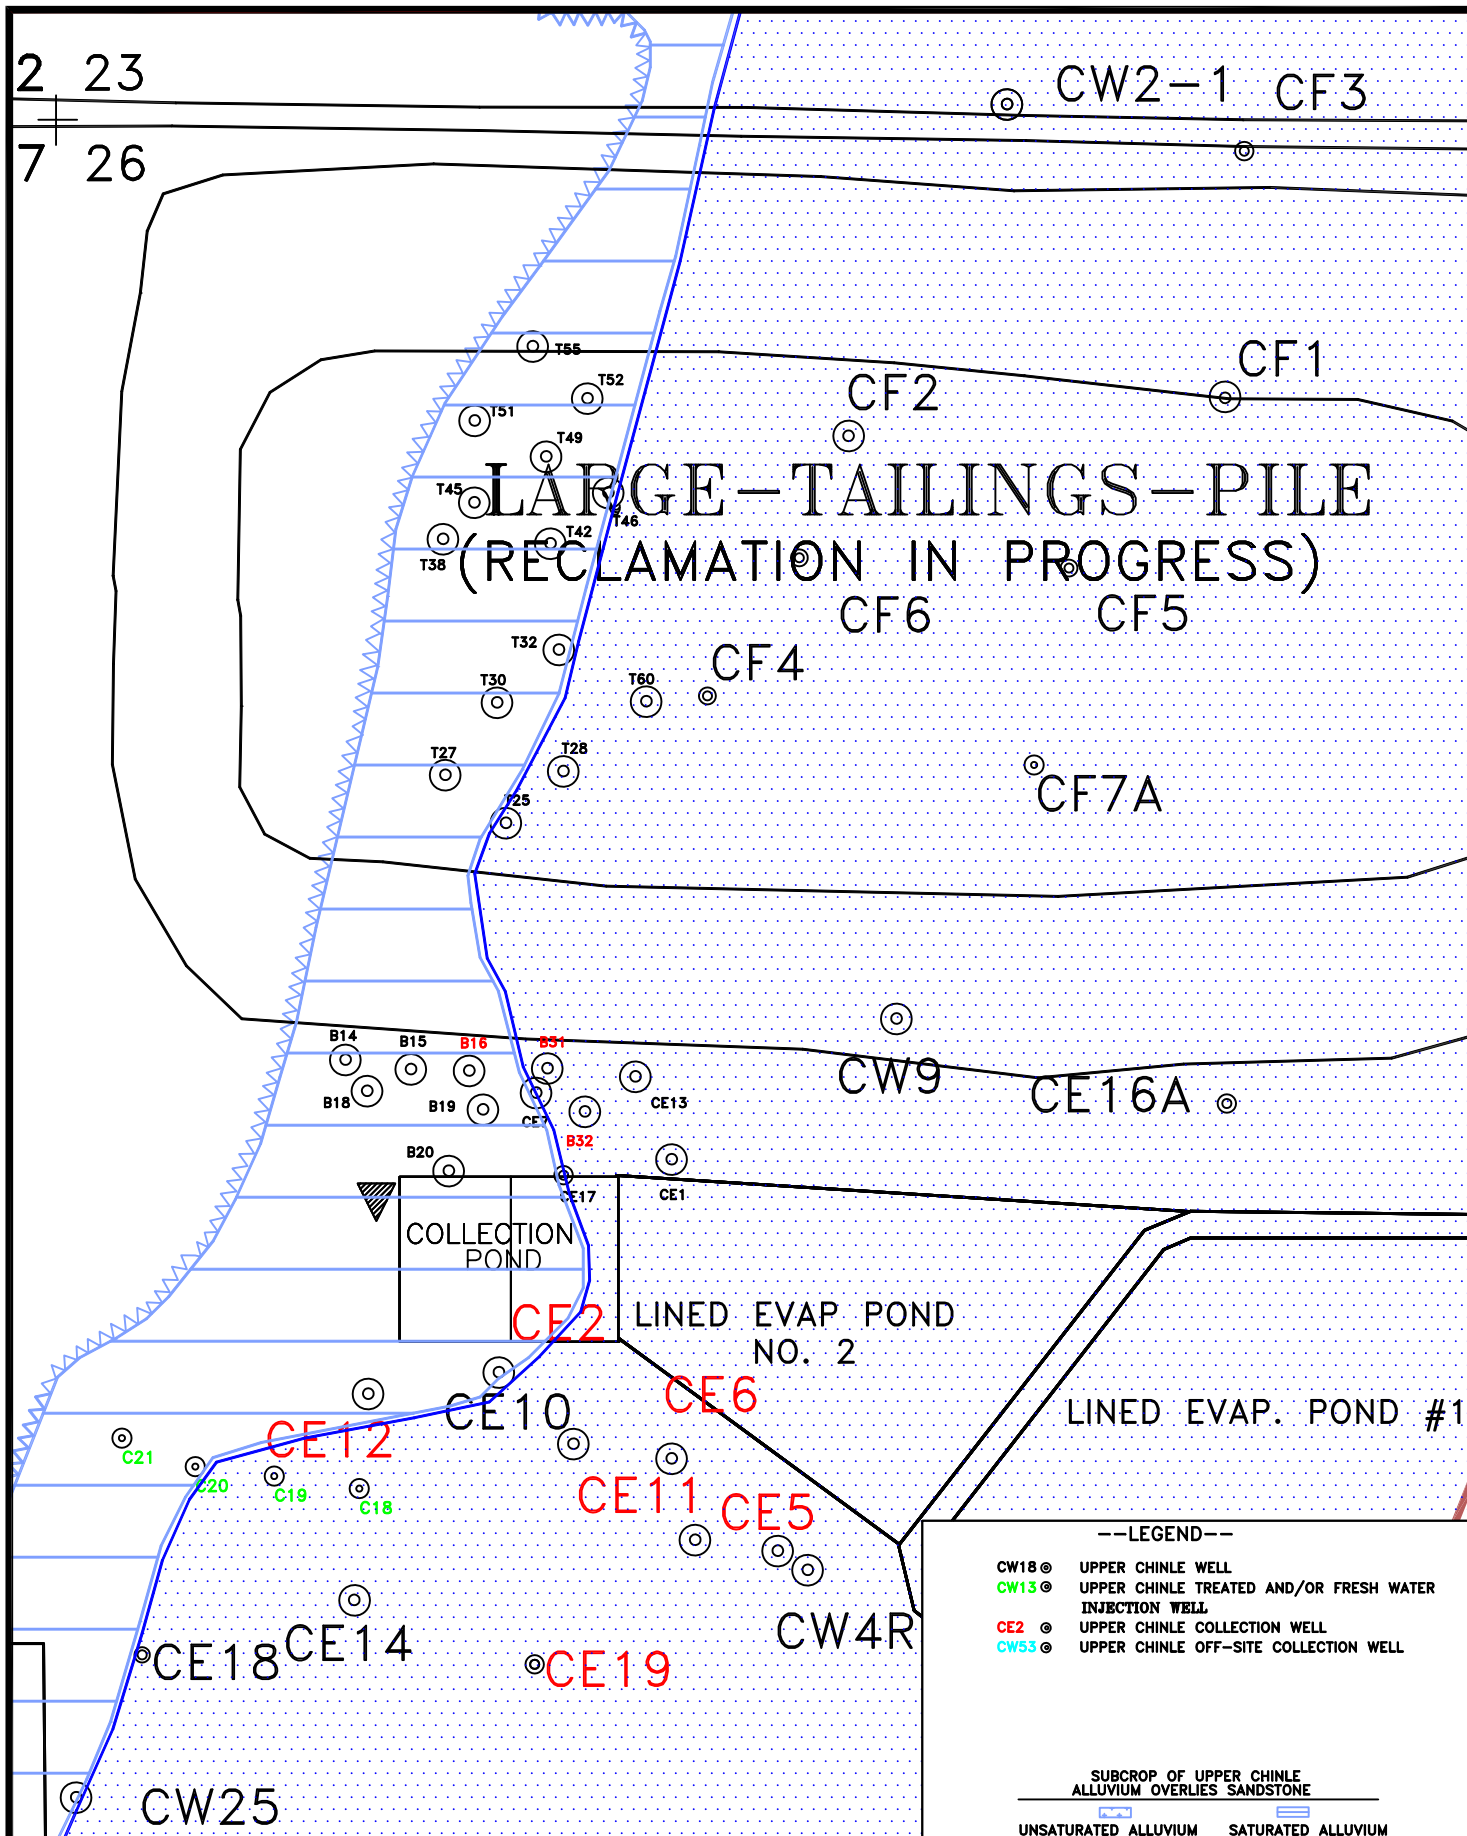 2 23
7 26
CW2-1
CF3
T55
T52
T51
CF2
CF1
T49
T45
LARGE-TAILINGS-PILE
T46
T42
T38
(RECLAMATION IN PROGRESS)
CF6
CF5
T32
CF4
T30
T60
T27
T28
CF7A
T25
B14
B15
B16
B31
CW9
CE13
CE16A
B18
B19
B32
B20
CE17
CE1
COLLECTION
POND
CE2
LINED EVAP POND
NO. 2
CE6
CE10
LINED EVAP. POND #1
CE12
C21
C20
C19
C18
CE11
CE5
CW4R
CE14
CE18
CE19
CW25
--LEGEND--
CW18 UPPER CHINLE WELL
CW13 UPPER CHINLE TREATED AND/OR FRESH WATER
INJECTION WELL
CE2 UPPER CHINLE COLLECTION WELL
CW53 UPPER CHINLE OFF-SITE COLLECTION WELL
SUBCROP OF UPPER CHINLE
ALLUVIUM OVERLIES SANDSTONE
UNSATURATED ALLUVIUM SATURATED ALLUVIUM